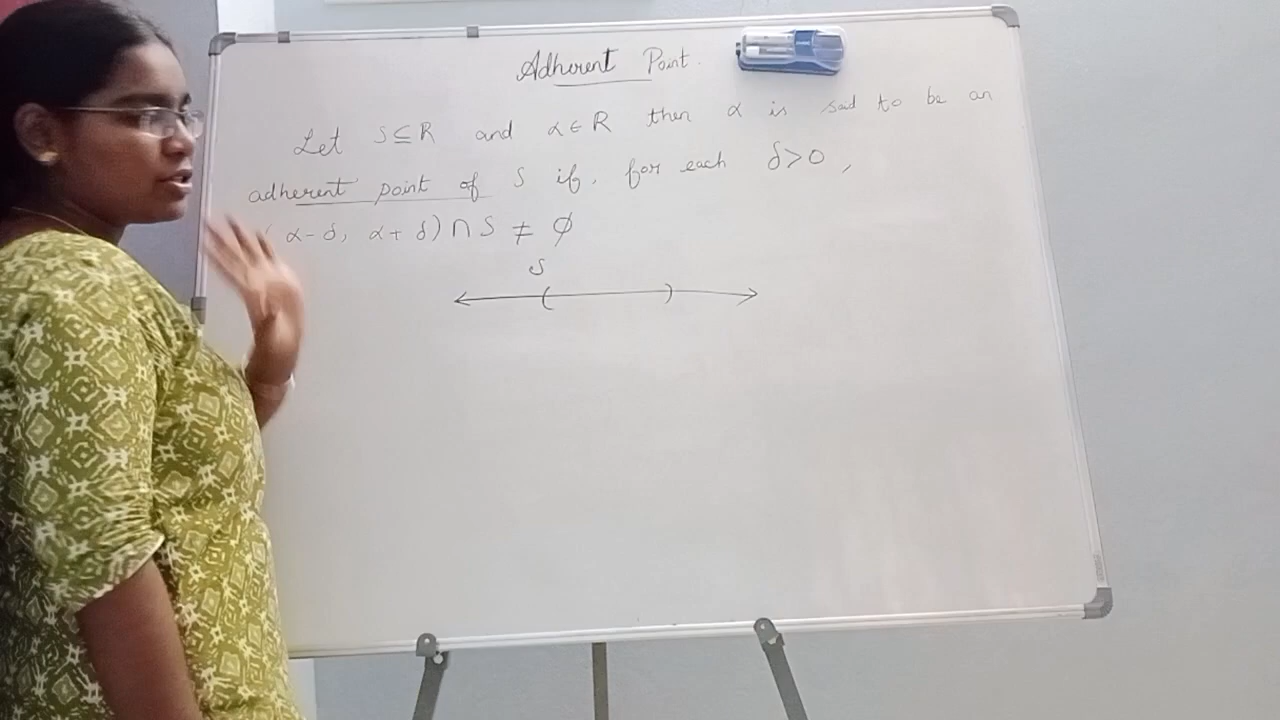 Adherent Point.
Let S⊆R and α∈R then α is said to be an
adherent point of S if, for each δ>0,
(α-δ, α+δ)∩S ≠ ϕ
S